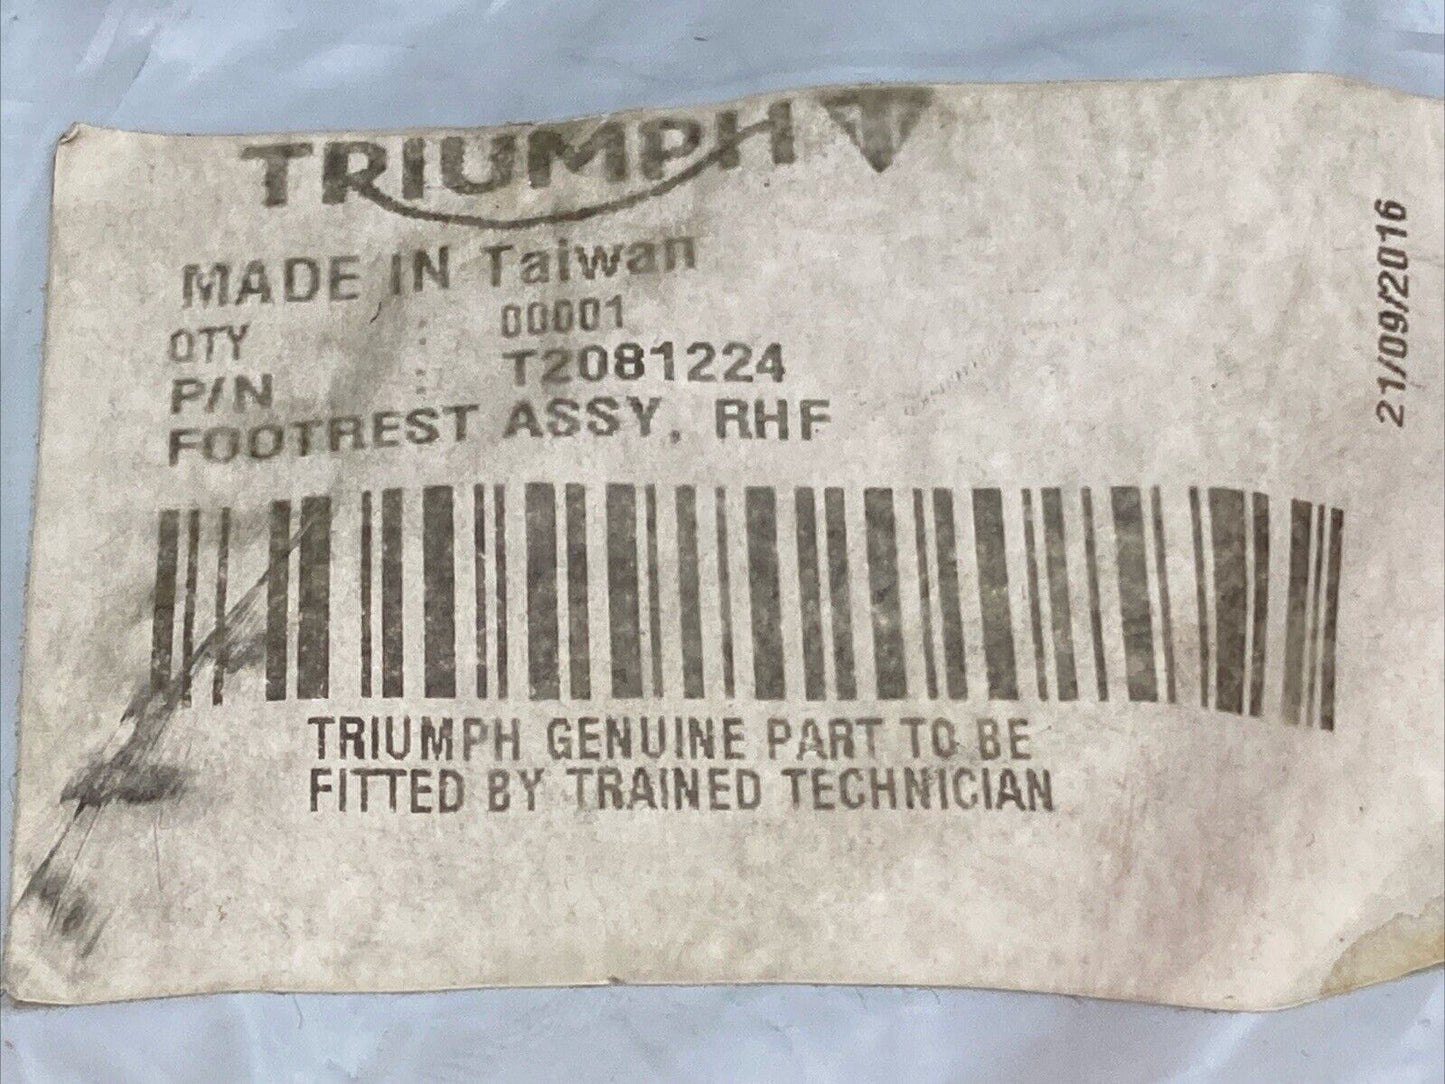 TRIUMPH
MADE IN Taiwan
QTY : 00001
P/N : T2081224
FOOTREST ASSY, RHF
TRIUMPH GENUINE PART TO BE
FITTED BY TRAINED TECHNICIAN
21/09/2016